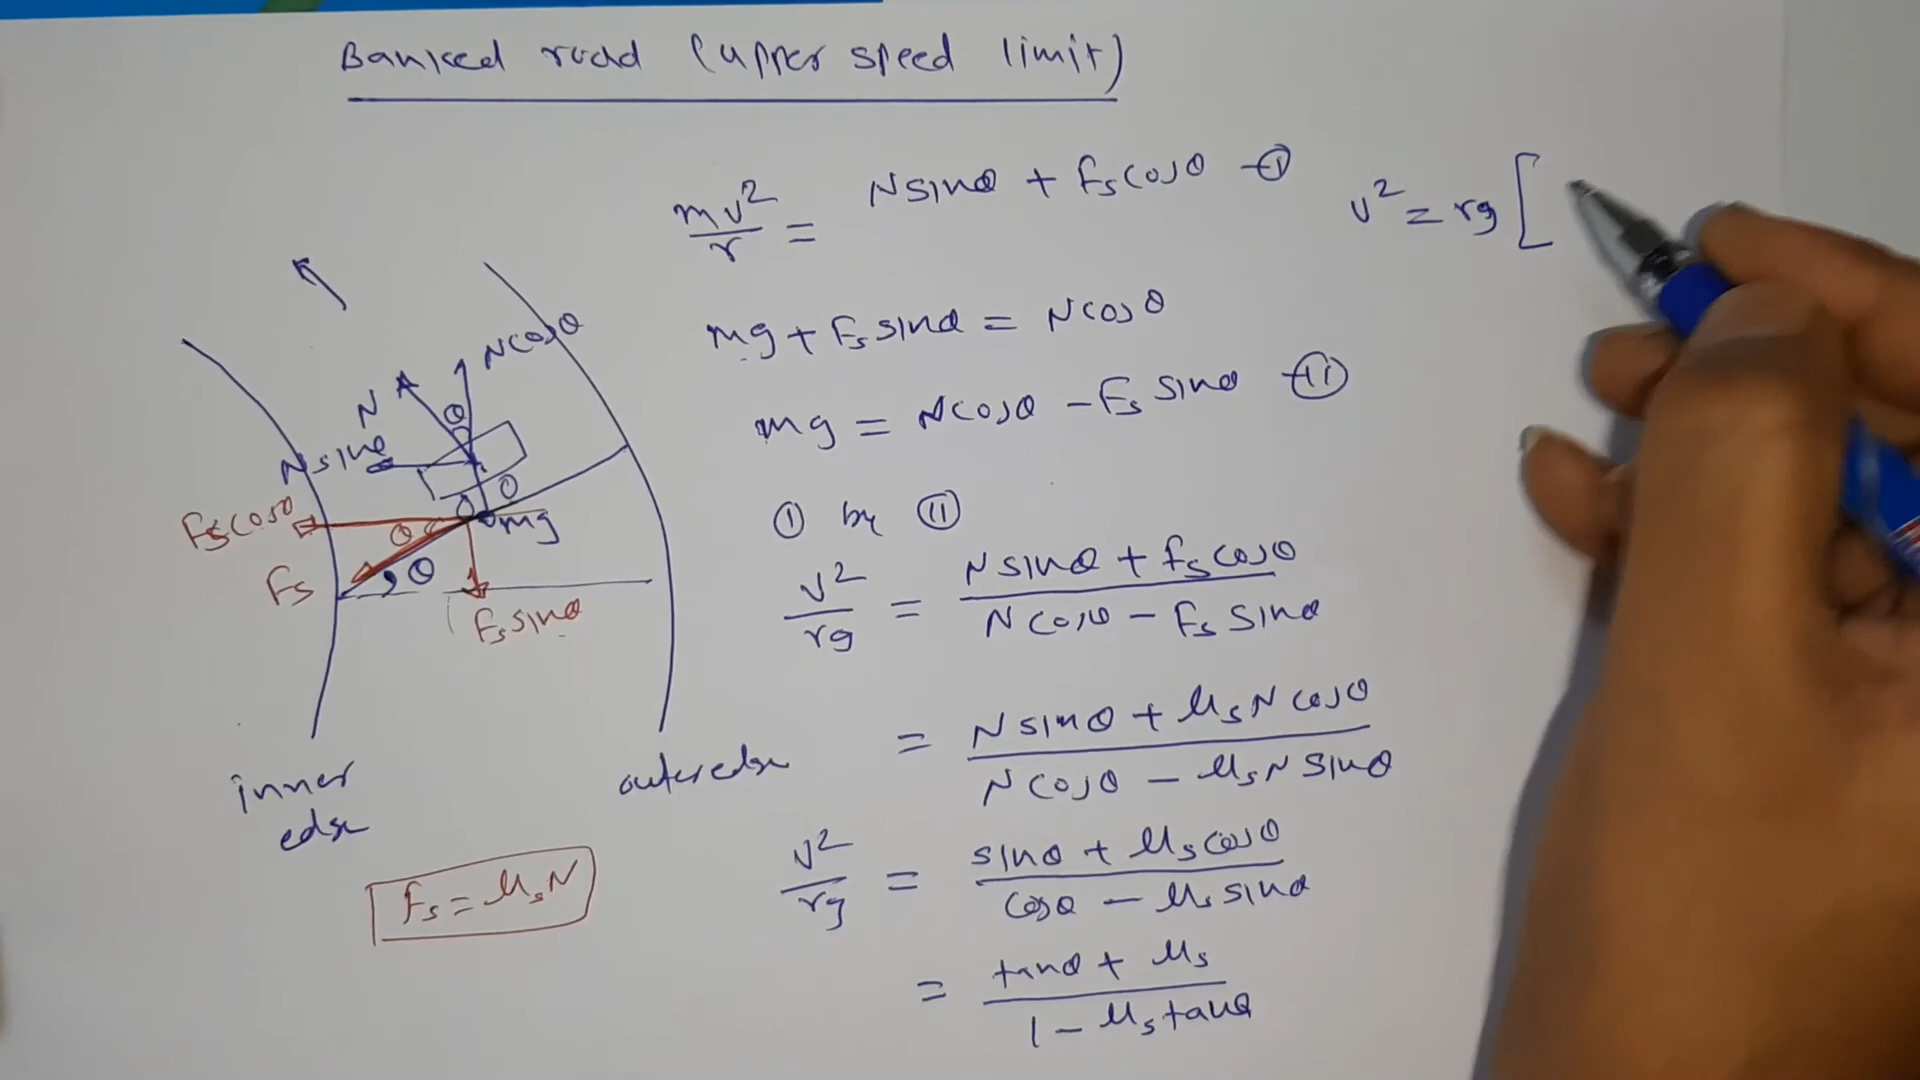 Banked road (upper speed limit)
mv²/r = N sinθ + fs cosθ -①
v² = rg [
mg + Fs sinθ = N cosθ
mg = N cosθ - Fs sinθ -②
① by ②
v²/rg = N sinθ + fs cosθ / N cosθ - Fs sinθ
= N sinθ + μs N cosθ / N cosθ - μs N sinθ
v²/rg = sinθ + μs cosθ / cosθ - μs sinθ
= tanθ + μs / 1 - μs tanθ
N cosθ
N
θ
N sinθ
θ
θ
Fs cosθ
θ
mg
Fs
θ
Fs sinθ
inner edge
outer edge
Fs = μs N